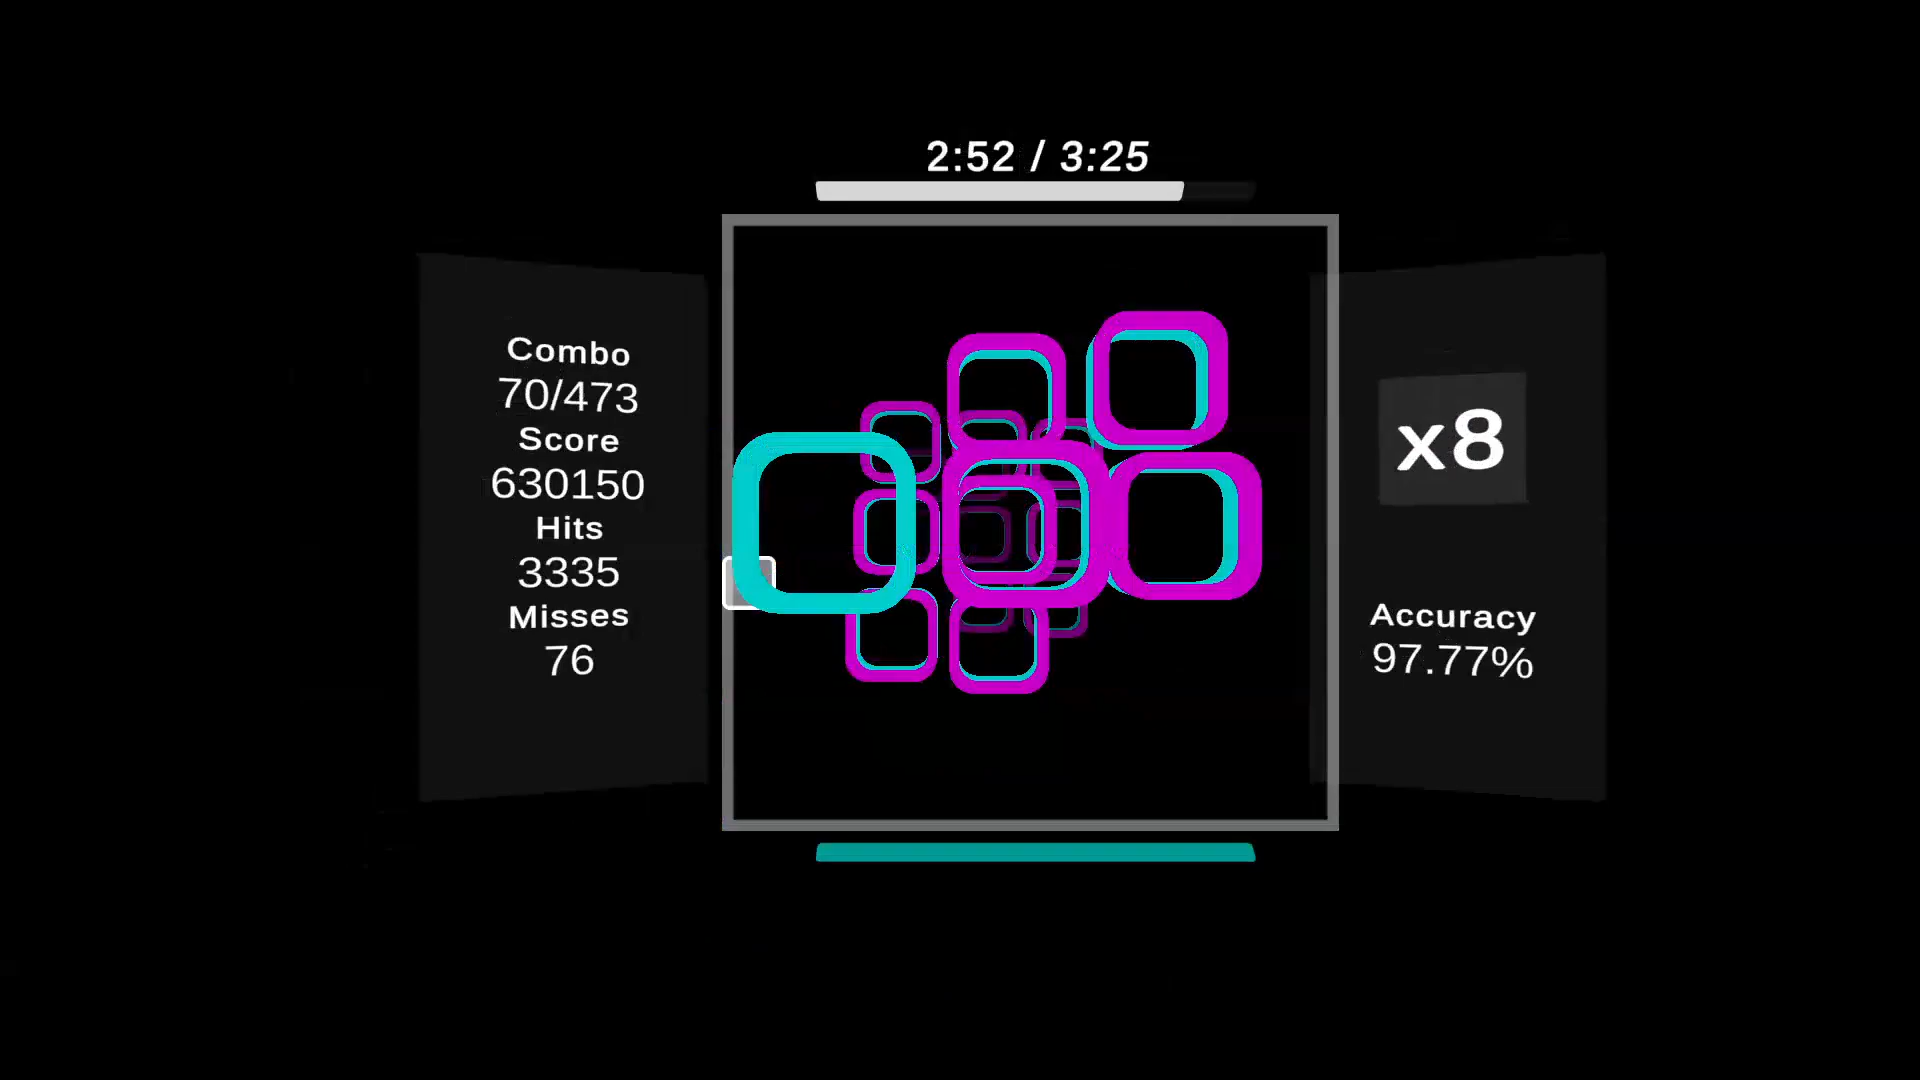 2:52 / 3:25
Combo
70/473
Score
630150
Hits
3335
Misses
76
x8
Accuracy
97.77%